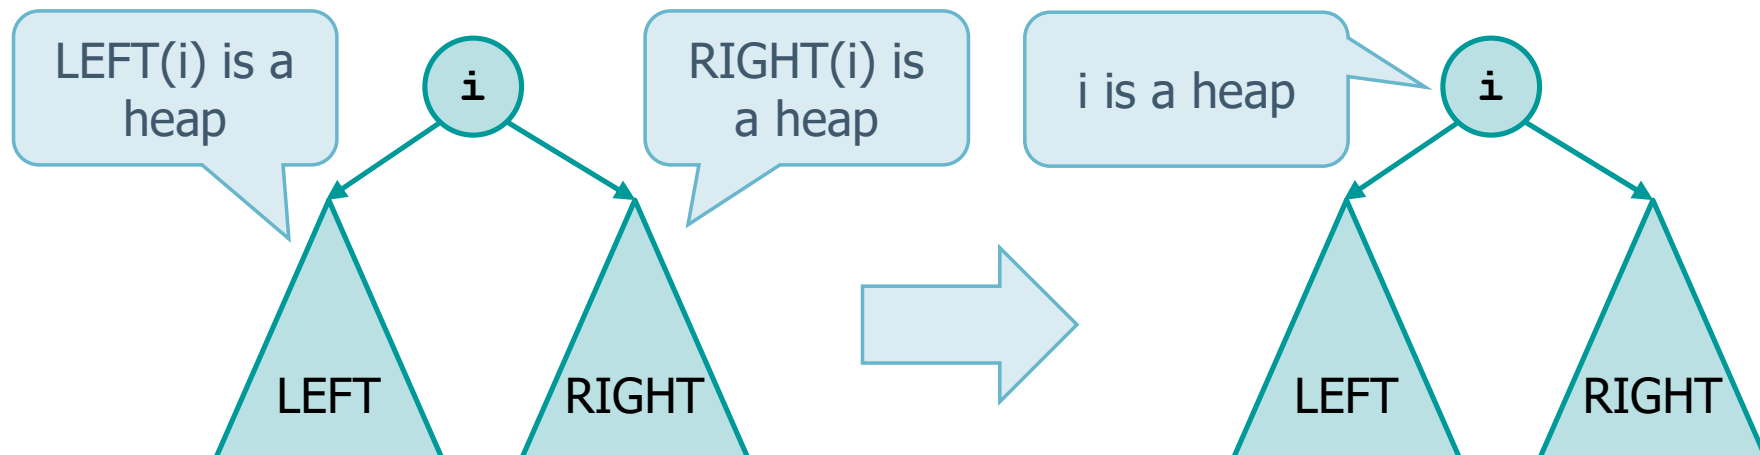 LEFT(i) is a
heap
i
RIGHT(i) is
a heap
LEFT
RIGHT
i is a heap
i
LEFT
RIGHT